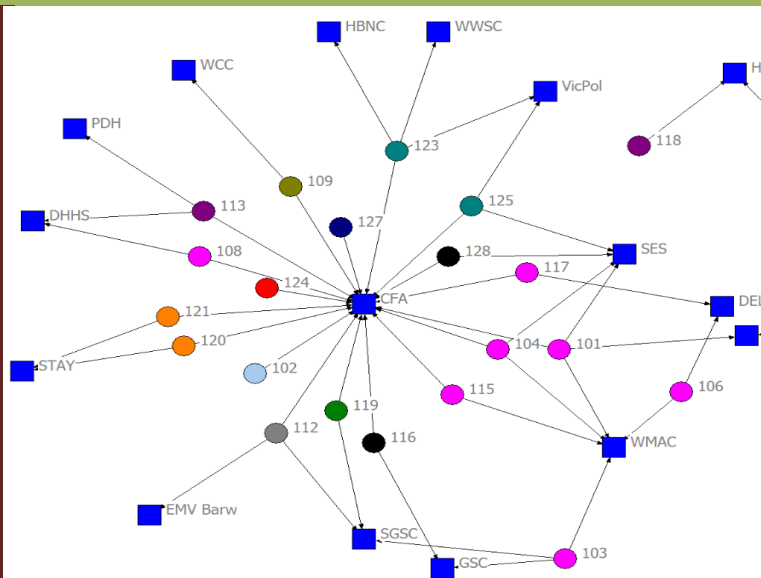 HBNC
WWSC
WCC
H
VicPol
PDH
123
118
109
113
125
DHHS
127
108
128
SES
117
124
CFA
DEL
121
120
104
101
STAY
102
106
115
119
112
116
WMAC
EMV Barw
SGSC
103
GSC